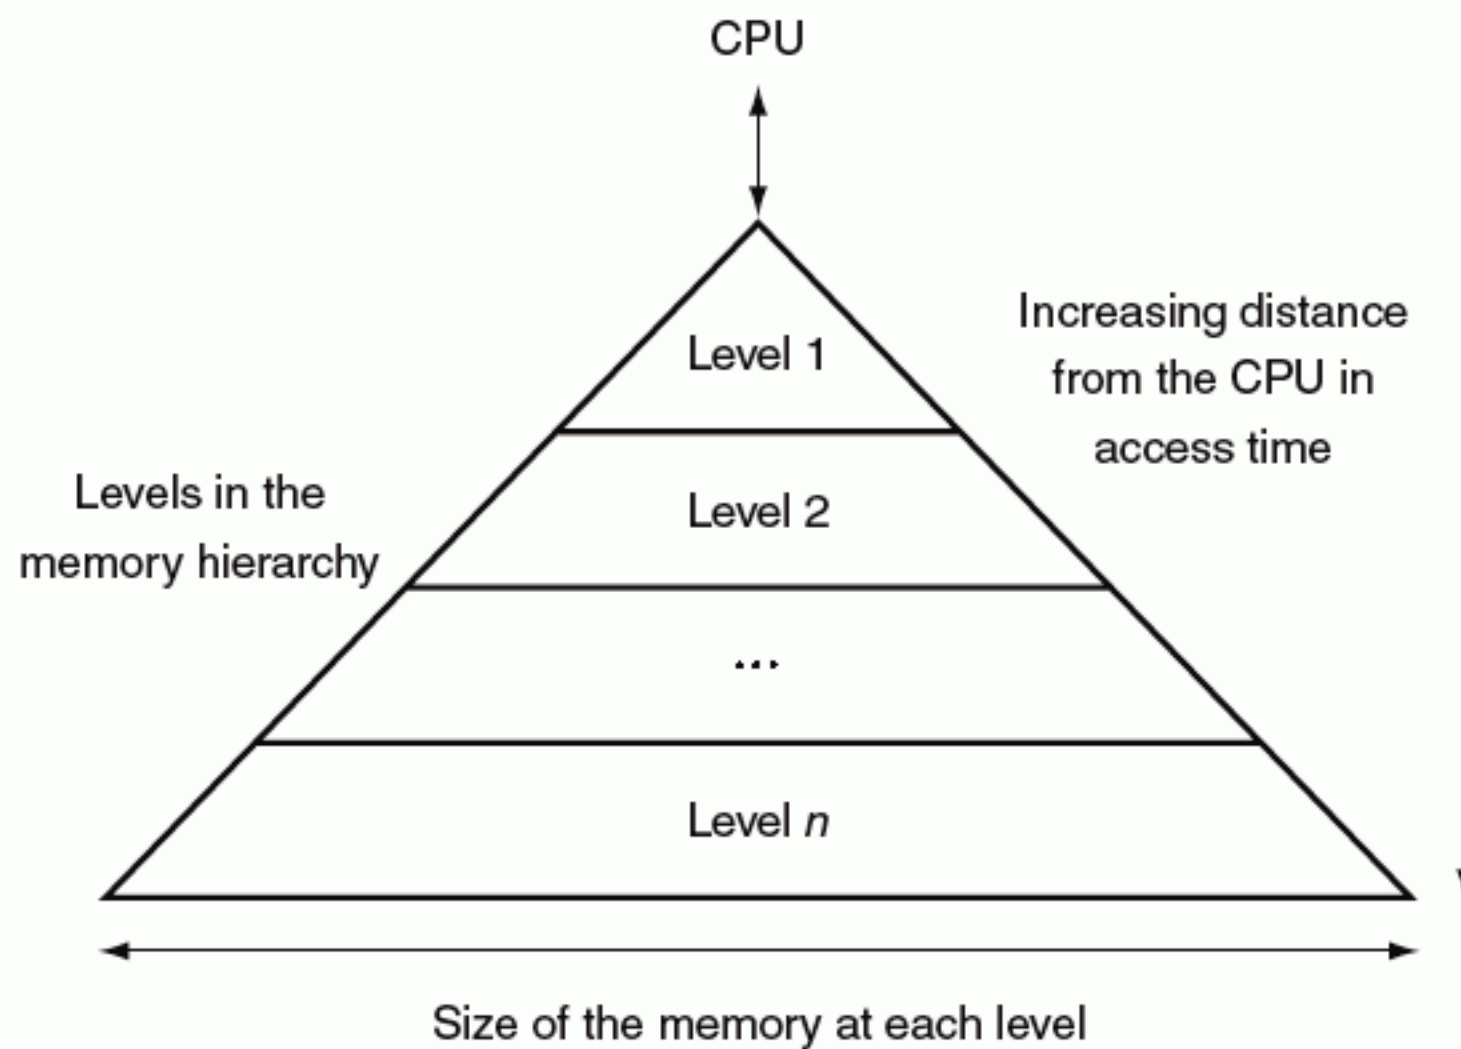 CPU
Level 1
Increasing distance
from the CPU in
access time
Levels in the
memory hierarchy
Level 2
...
Level n
Size of the memory at each level